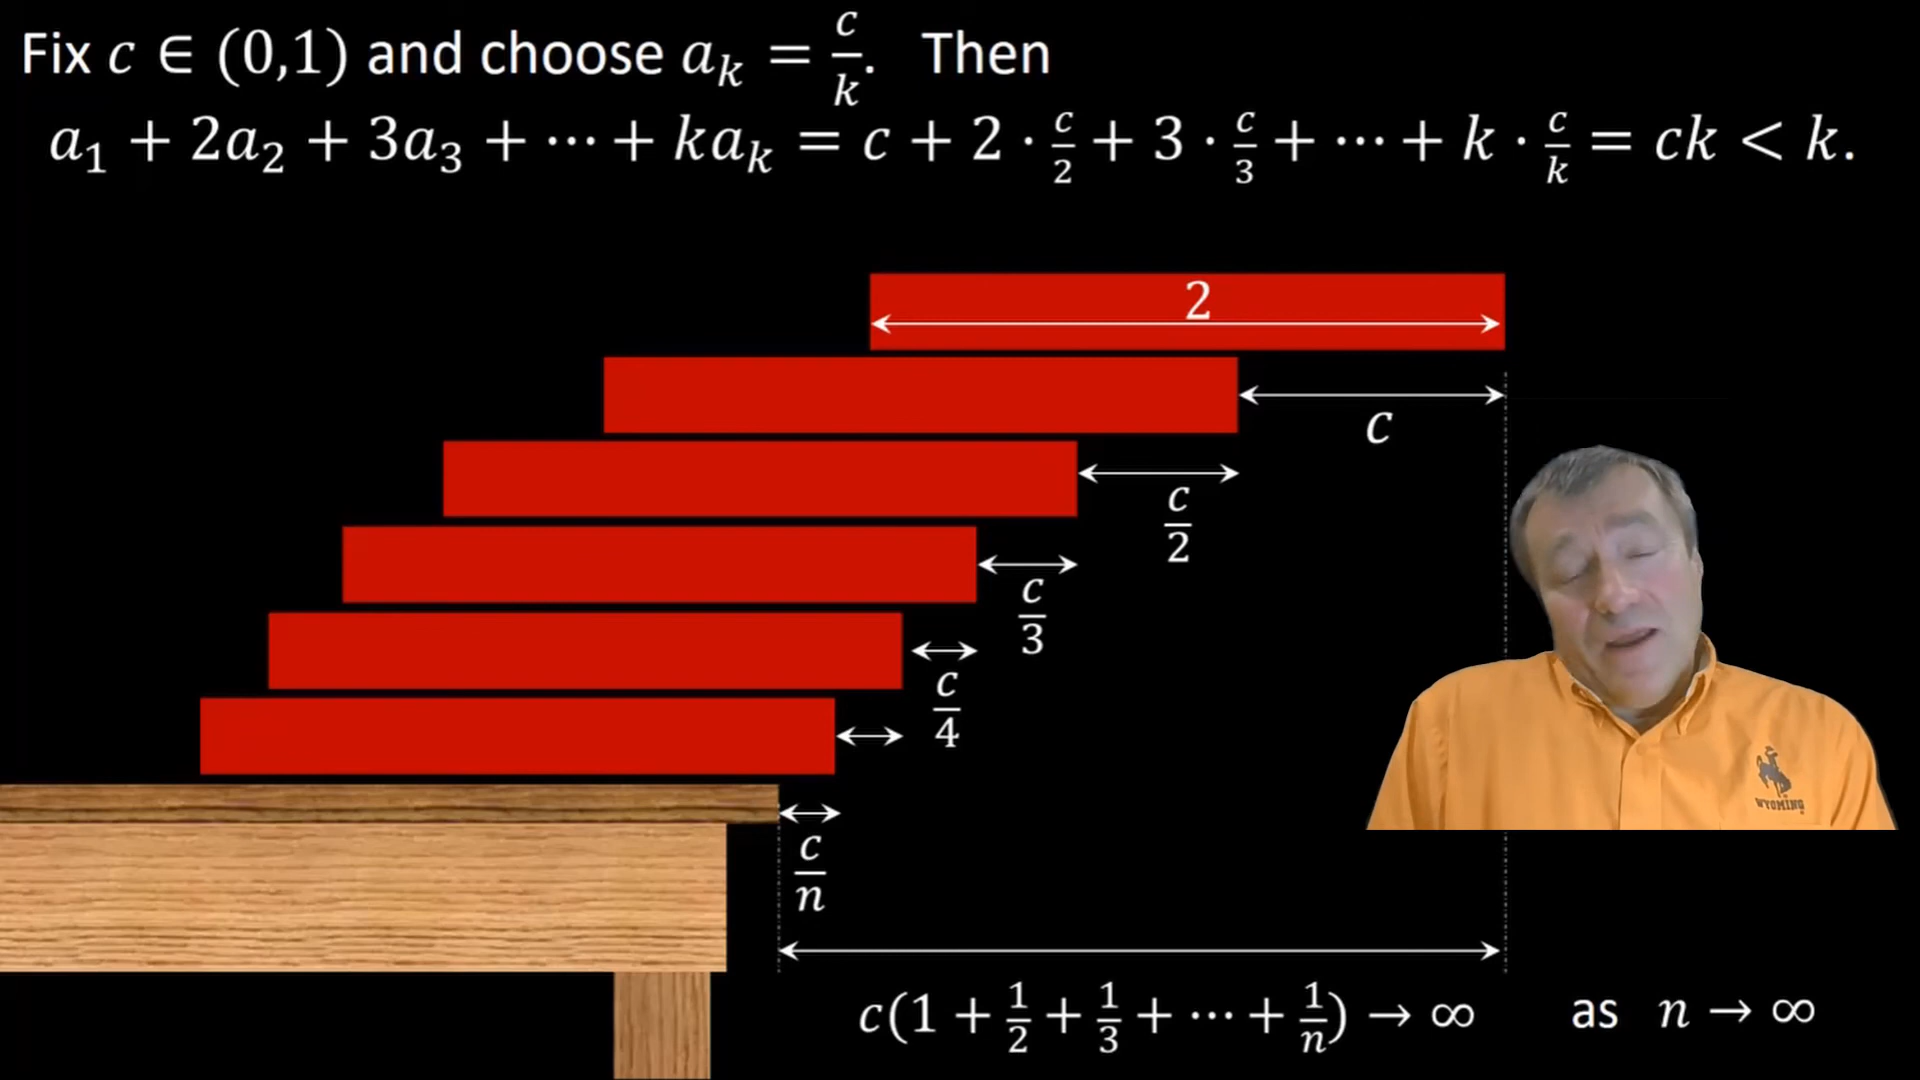 Fix c ∈ (0,1) and choose a_k = c/k. Then
a_1 + 2a_2 + 3a_3 + ⋯ + ka_k = c + 2 · c/2 + 3 · c/3 + ⋯ + k · c/k = ck < k.
2
c
c/2
c/3
c/4
WYOMING
c/n
c(1 + 1/2 + 1/3 + ⋯ + 1/n) → ∞ as n → ∞